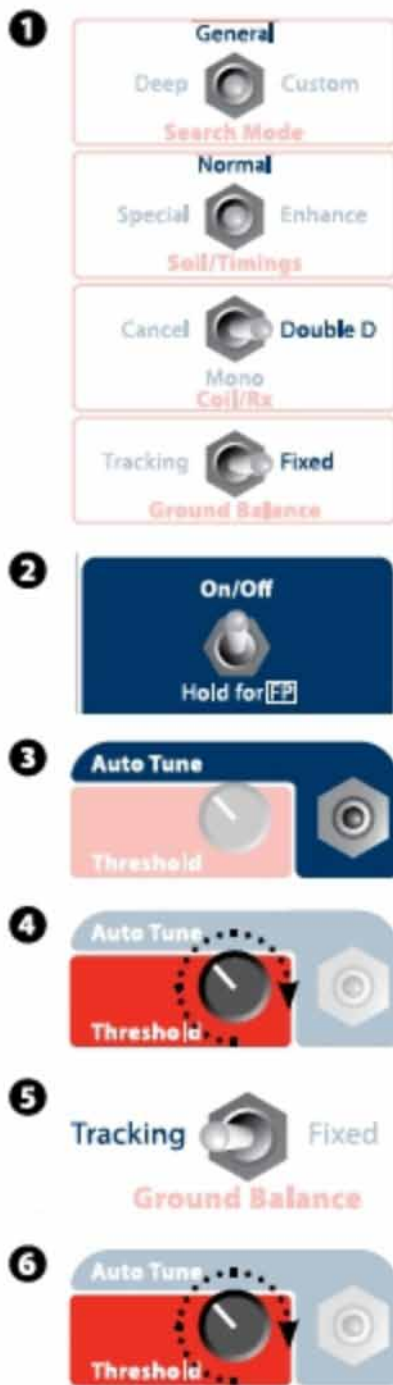 1
General
Deep Custom
Search Mode
Normal
Special Enhance
Soil/Timings
Cancel Double D
Mono
Coil/Rx
Tracking Fixed
Ground Balance
2
On/Off
Hold for FP
3
Auto Tune
Threshold
4
Auto Tune
Threshold
5
Tracking Fixed
Ground Balance
6
Auto Tune
Threshold